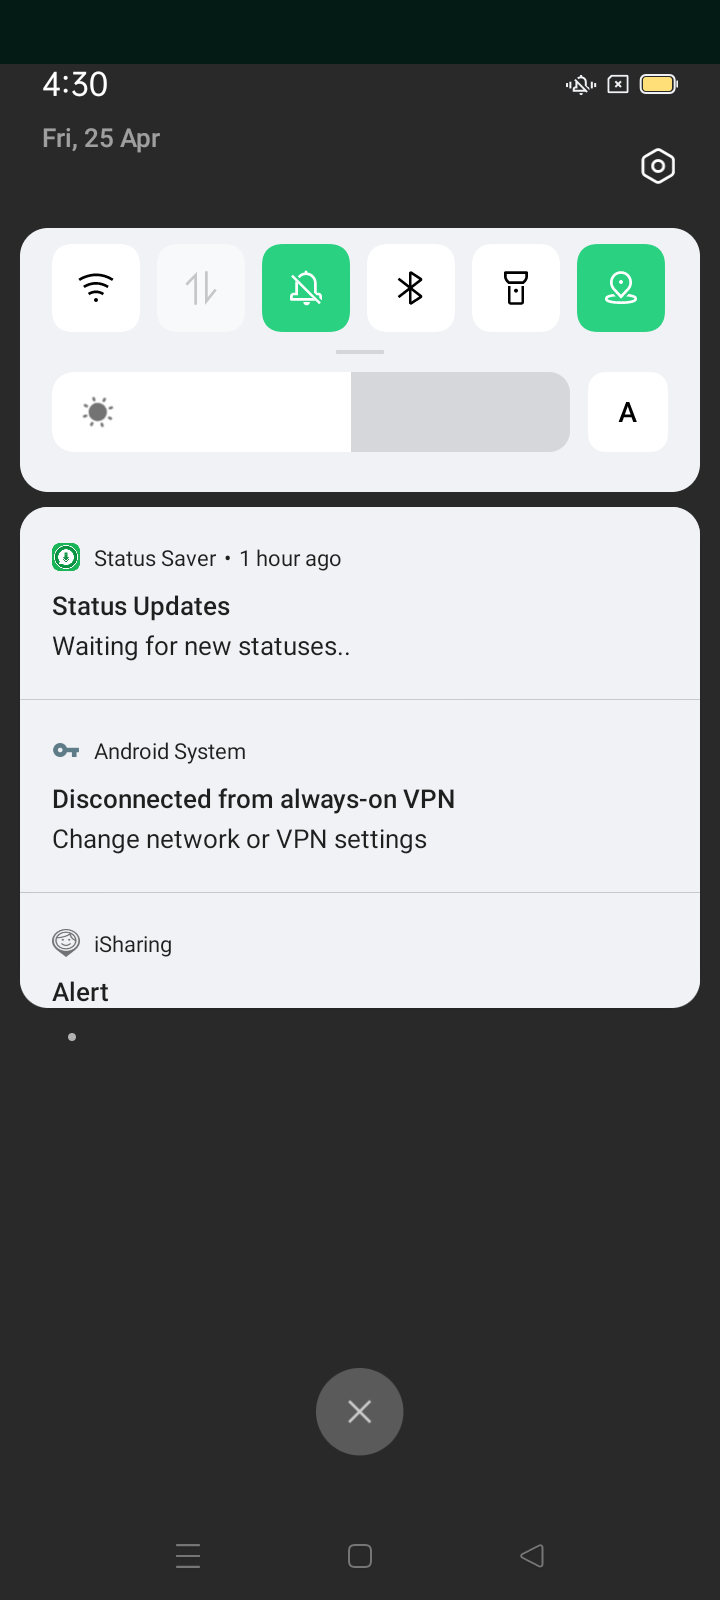 4:30
Fri, 25 Apr
A
Status Saver • 1 hour ago
Status Updates
Waiting for new statuses..
Android System
Disconnected from always-on VPN
Change network or VPN settings
iSharing
Alert